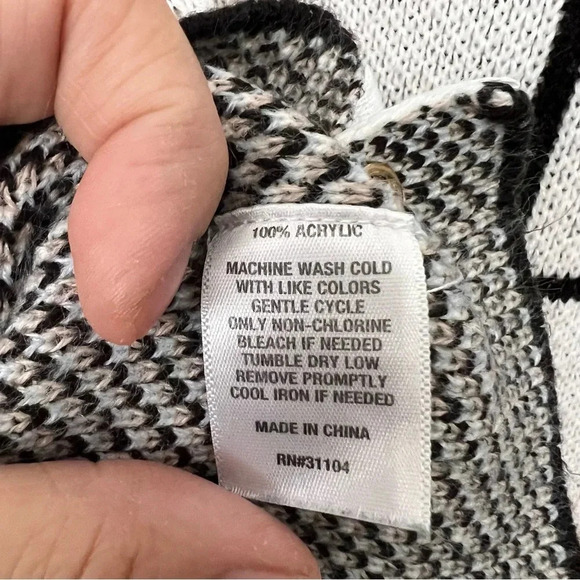 100% ACRYLIC
MACHINE WASH COLD
WITH LIKE COLORS
GENTLE CYCLE
ONLY NON-CHLORINE
BLEACH IF NEEDED
TUMBLE DRY LOW
REMOVE PROMPTLY
COOL IRON IF NEEDED
MADE IN CHINA
RN#31104